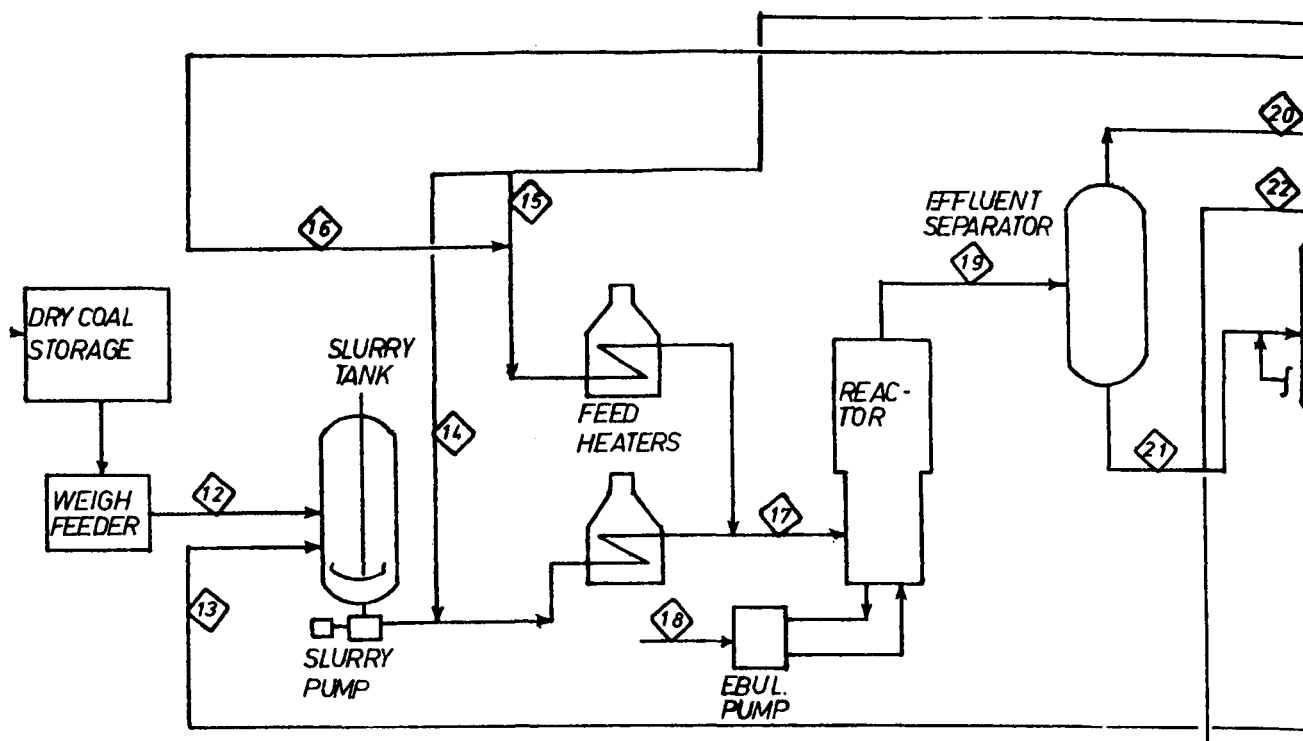 20
22
15
EFFLUENT
SEPARATOR
16
19
DRY COAL
STORAGE
SLURRY
TANK
REAC-
TOR
FEED
HEATERS
14
21
WEIGH
FEEDER
12
17
13
18
SLURRY
PUMP
EBUL.
PUMP